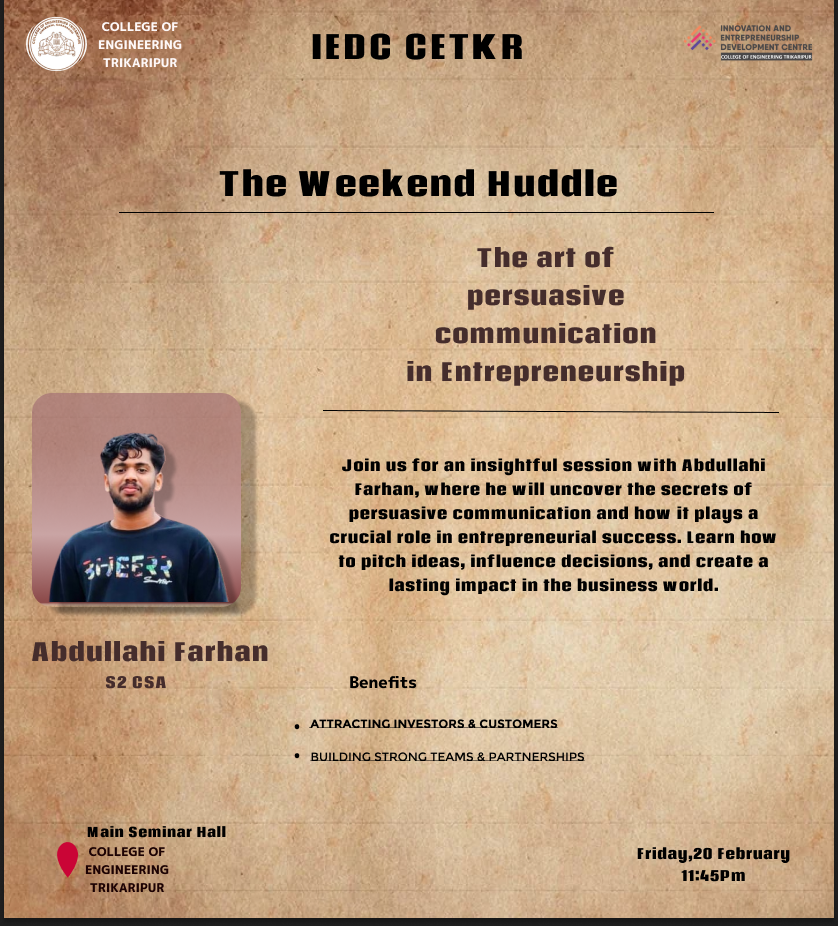 COLLEGE OF
ENGINEERING
TRIKARIPUR
IEDC CETKR
INNOVATION AND
ENTREPRENEURSHIP
DEVELOPMENT CENTRE
COLLEGE OF ENGINEERING TRIKARIPUR
The Weekend Huddle
The art of
persuasive
communication
in Entrepreneurship
Join us for an insightful session with Abdullahi
Farhan, where he will uncover the secrets of
persuasive communication and how it plays a
crucial role in entrepreneurial success. Learn how
to pitch ideas, influence decisions, and create a
lasting impact in the business world.
Abdullahi Farhan
S2 CSA
Benefits
• ATTRACTING INVESTORS & CUSTOMERS
• BUILDING STRONG TEAMS & PARTNERSHIPS
Main Seminar Hall
COLLEGE OF
ENGINEERING
TRIKARIPUR
Friday,20 February
11:45Pm